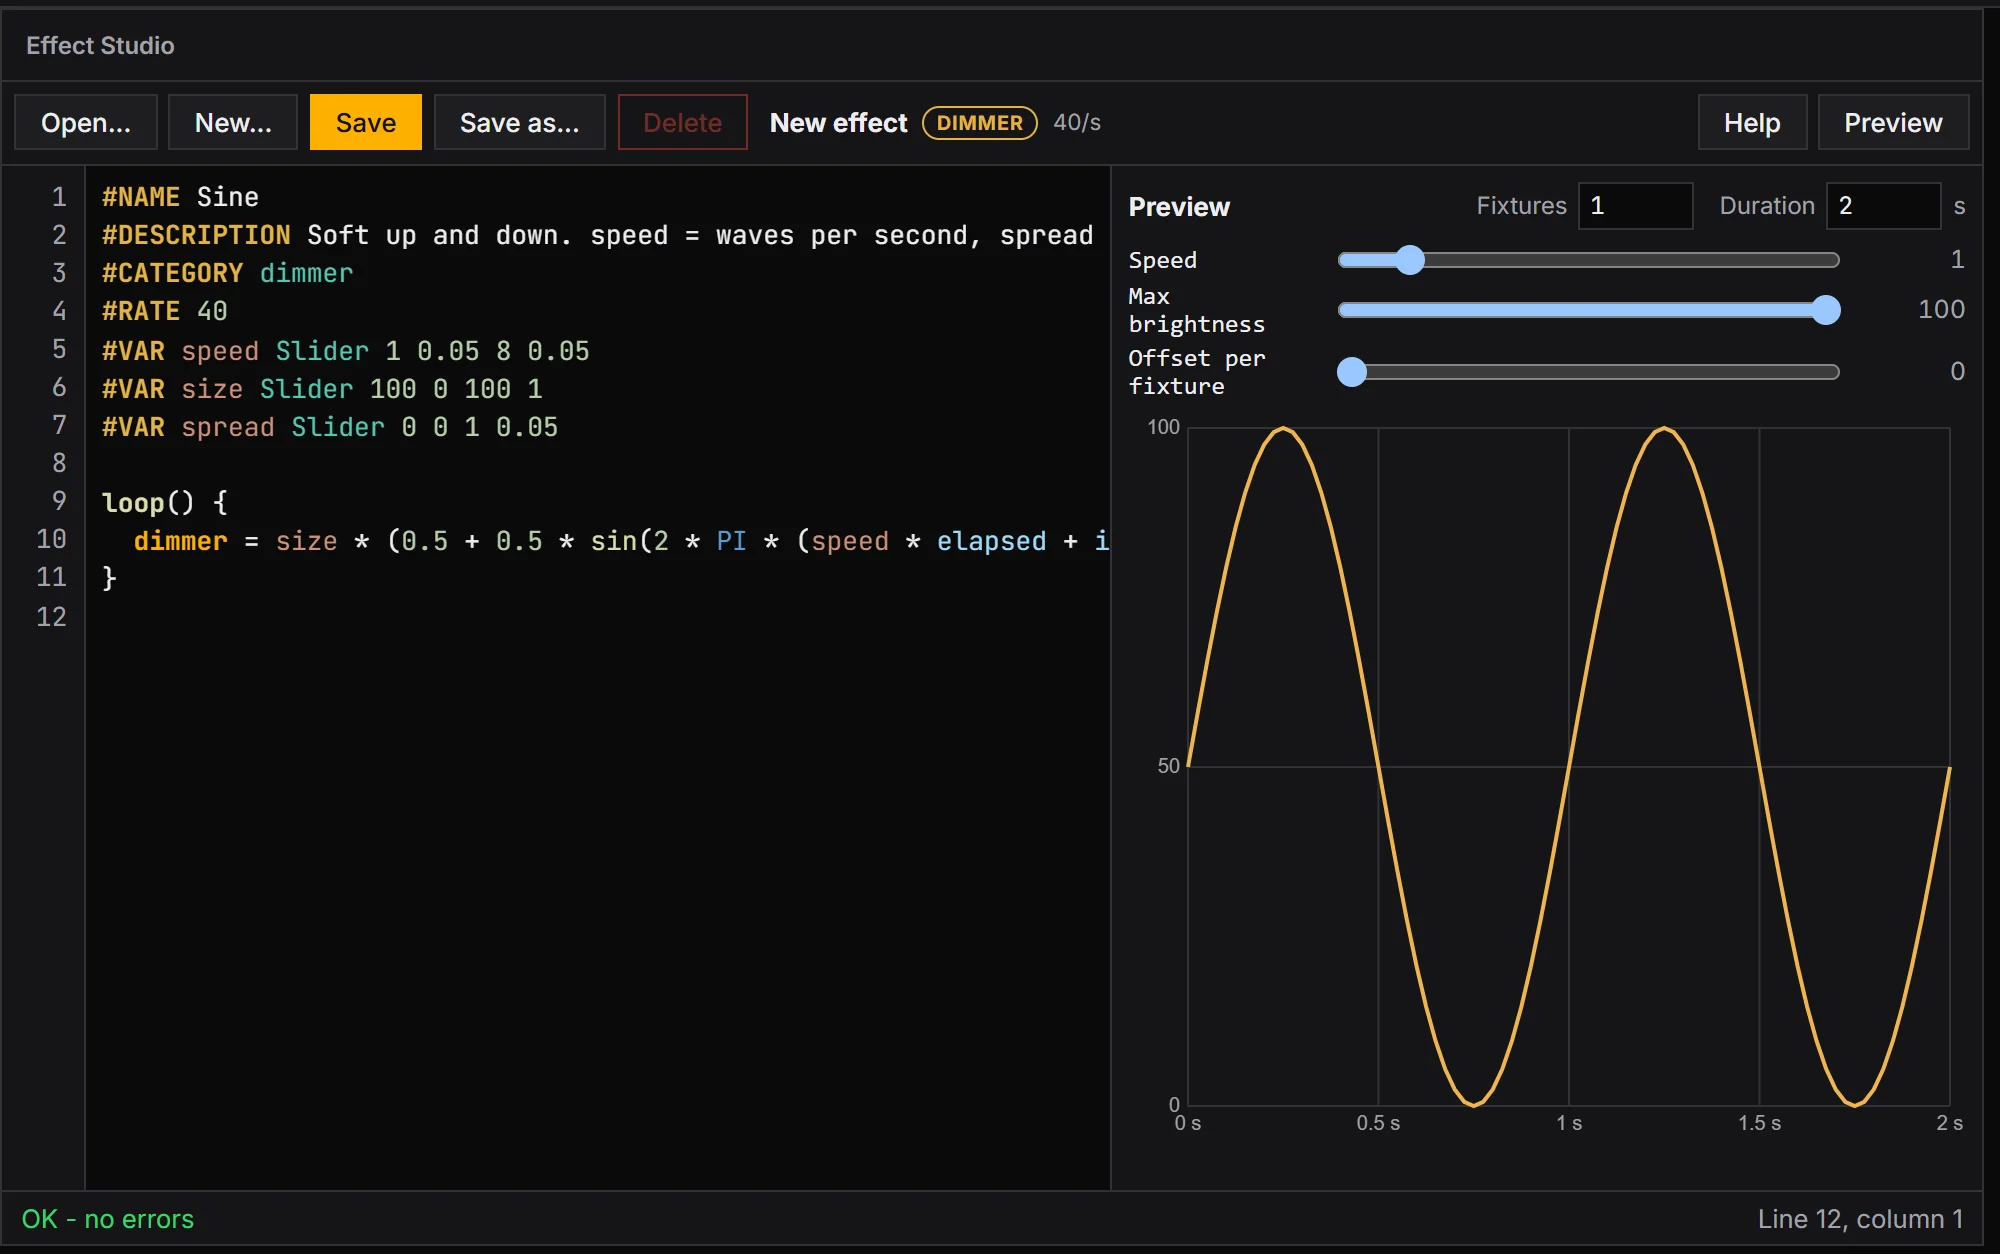 Effect Studio
Open... New... Save Save as... Delete New effect DIMMER 40/s Help Preview
1 #NAME Sine
2 #DESCRIPTION Soft up and down. speed = waves per second, spread
3 #CATEGORY dimmer
4 #RATE 40
5 #VAR speed Slider 1 0.05 8 0.05
6 #VAR size Slider 100 0 100 1
7 #VAR spread Slider 0 0 1 0.05
8
9 loop() {
10 dimmer = size * (0.5 + 0.5 * sin(2 * PI * (speed * elapsed + i
11 }
12
Preview Fixtures 1 Duration 2 s
Speed 1
Max
brightness 100
Offset per
fixture 0
100
50
0
0 s 0.5 s 1 s 1.5 s 2 s
OK - no errors Line 12, column 1